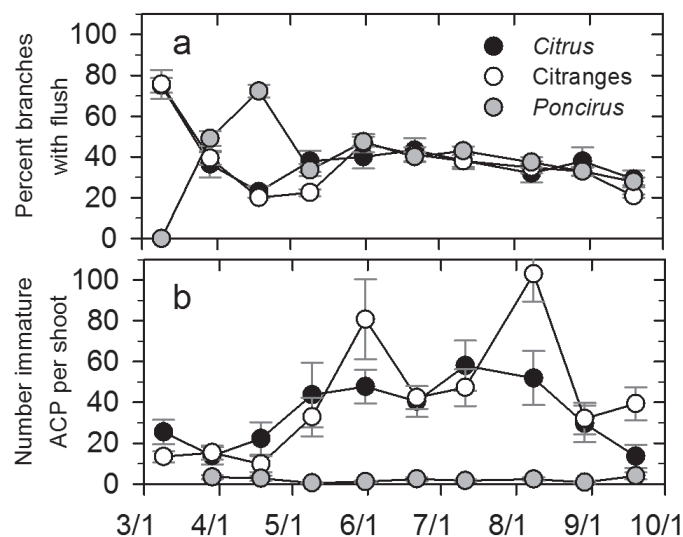 Percent branches
with flush
100
80
60
40
20
0
a
Citrus
Citranges
Poncirus
Number immature
ACP per shoot
100
80
60
40
20
0
b
3/1 4/1 5/1 6/1 7/1 8/1 9/1 10/1